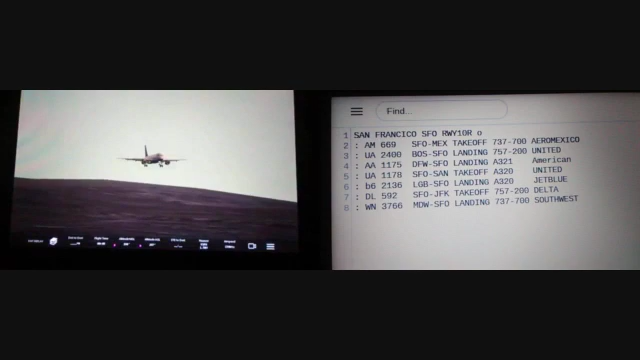 Find...
1 SAN FRANCICO SFO RWY10R o
2 : AM 669 SFO-MEX TAKEOFF 737-700 AEROMEXICO
3 : UA 2400 BOS-SFO LANDING 757-200 UNITED
4 : AA 1175 DFW-SFO LANDING A321 American
5 : UA 1178 SFO-SAN TAKEOFF A320 UNITED
6 : b6 2136 LGB-SFO LANDING A320 JETBLUE
7 : DL 592 SFO-JFK TAKEOFF 757-200 DELTA
8 : WN 3766 MDW-SFO LANDING 737-700 SOUTHWEST